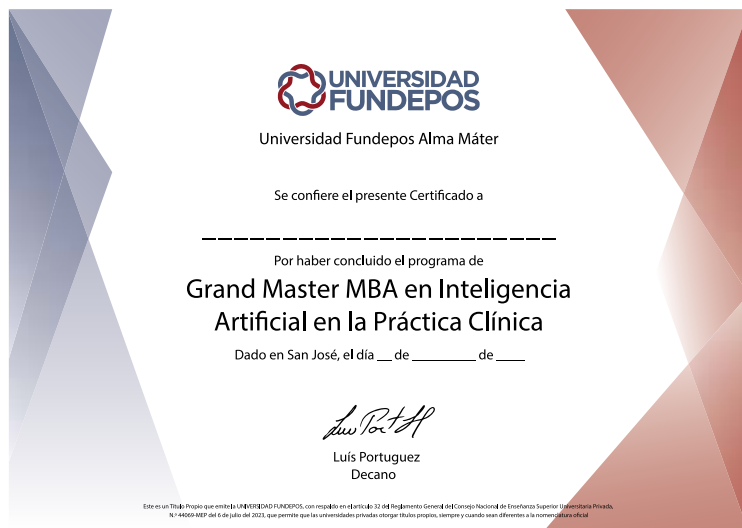 UNIVERSIDAD
FUNDEPOS
Universidad Fundepos Alma Máter
Se confiere el presente Certificado a
_______________________
Por haber concluido el programa de
Grand Master MBA en Inteligencia
Artificial en la Práctica Clínica
Dado en San José, el día __ de _________ de ____
Luís Portuguez
Decano
Este es un Título Propio que emite la UNIVERSIDAD FUNDEPOS, con respaldo en el artículo 32 del Reglamento General del Consejo Nacional de Enseñanza Superior Universitaria Privada,
N.º 44069-MEP del 6 de julio del 2023, que permite que las universidades privadas otorgar títulos propios, siempre y cuando sean diferentes a la nomenclatura oficial